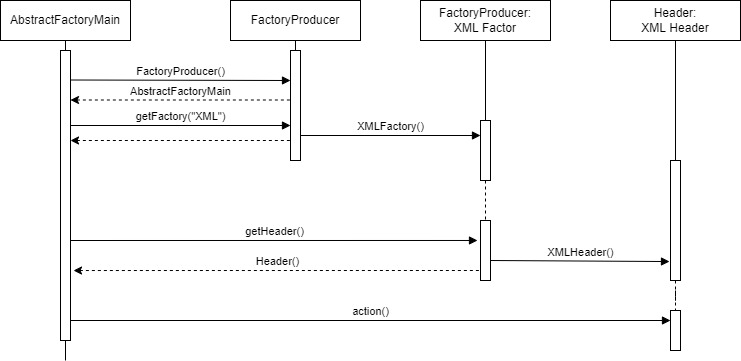 AbstractFactoryMain
FactoryProducer
FactoryProducer:
XML Factor
Header:
XML Header
FactoryProducer()
AbstractFactoryMain
getFactory("XML")
XMLFactory()
getHeader()
XMLHeader()
Header()
action()